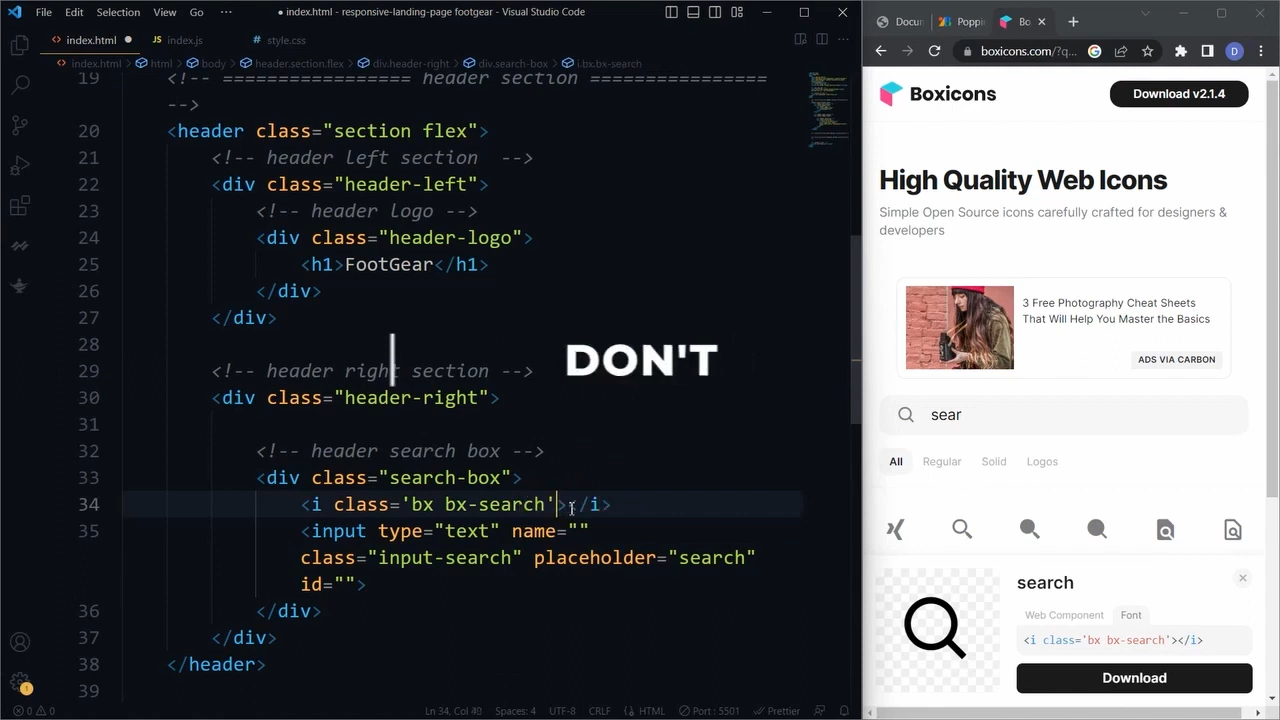 File Edit Selection View Go ··· ● index.html - responsive-landing-page footgear - Visual Studio Code
index.html ● JS index.js # style.css
index.html > html > body > header.section.flex > div.header-right > div.search-box > i.bx.bx-search
19 <!-- ================ header section ================
-->
20 <header class="section flex">
21 <!-- header left section -->
22 <div class="header-left">
23 <!-- header logo -->
24 <div class="header-logo">
25 <h1>FootGear</h1>
26 </div>
27 </div>
28
29 <!-- header right section -->
30 <div class="header-right">
31
32 <!-- header search box -->
33 <div class="search-box">
34 <i class='bx bx-search'></i>
35 <input type="text" name=""
class="input-search" placeholder="search"
id="">
36 </div>
37 </div>
38 </header>
39
DON'T
0 0 Ln 34, Col 40 Spaces: 4 UTF-8 CRLF HTML Port : 5501 Prettier
1
Docun Poppi Bo
boxicons.com/?q...
D
Boxicons
Download v2.1.4
High Quality Web Icons
Simple Open Source icons carefully crafted for designers &
developers
3 Free Photography Cheat Sheets
That Will Help You Master the Basics
ADS VIA CARBON
sear
All Regular Solid Logos
search
Web Component Font
<i class='bx bx-search'></i>
Download